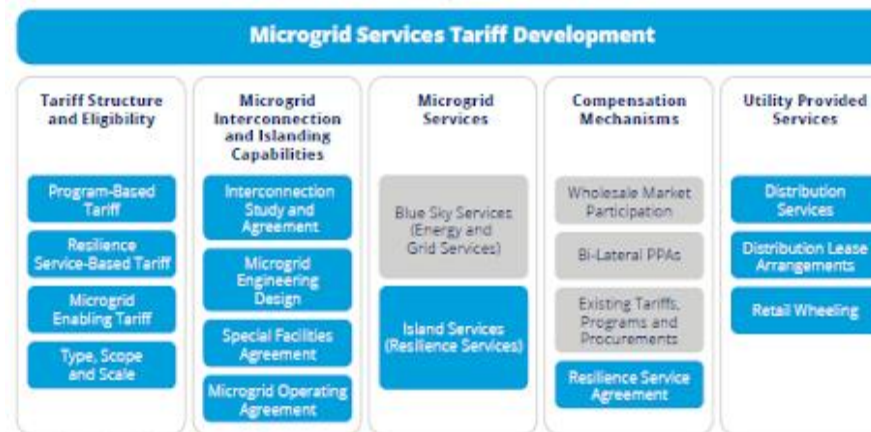 Microgrid Services Tariff Development
Tariff Structure
and Eligibility
Program-Based
Tariff
Resilience
Service-Based Tariff
Microgrid
Enabling Tariff
Type, Scope
and Scale
Microgrid
Interconnection
and Islanding
Capabilities
Interconnection
Study and
Agreement
Microgrid
Engineering
Design
Special Facilities
Agreement
Microgrid Operating
Agreement
Microgrid
Services
Blue Sky Services
(Energy and
Grid Services)
Island Services
(Resilience Services)
Compensation
Mechanisms
Wholesale Market
Participation
Bi-Lateral PPAs
Existing Tariffs,
Programs and
Procurements
Resilience Service
Agreement
Utility Provided
Services
Distribution
Services
Distribution Lease
Arrangements
Retail Wheeling